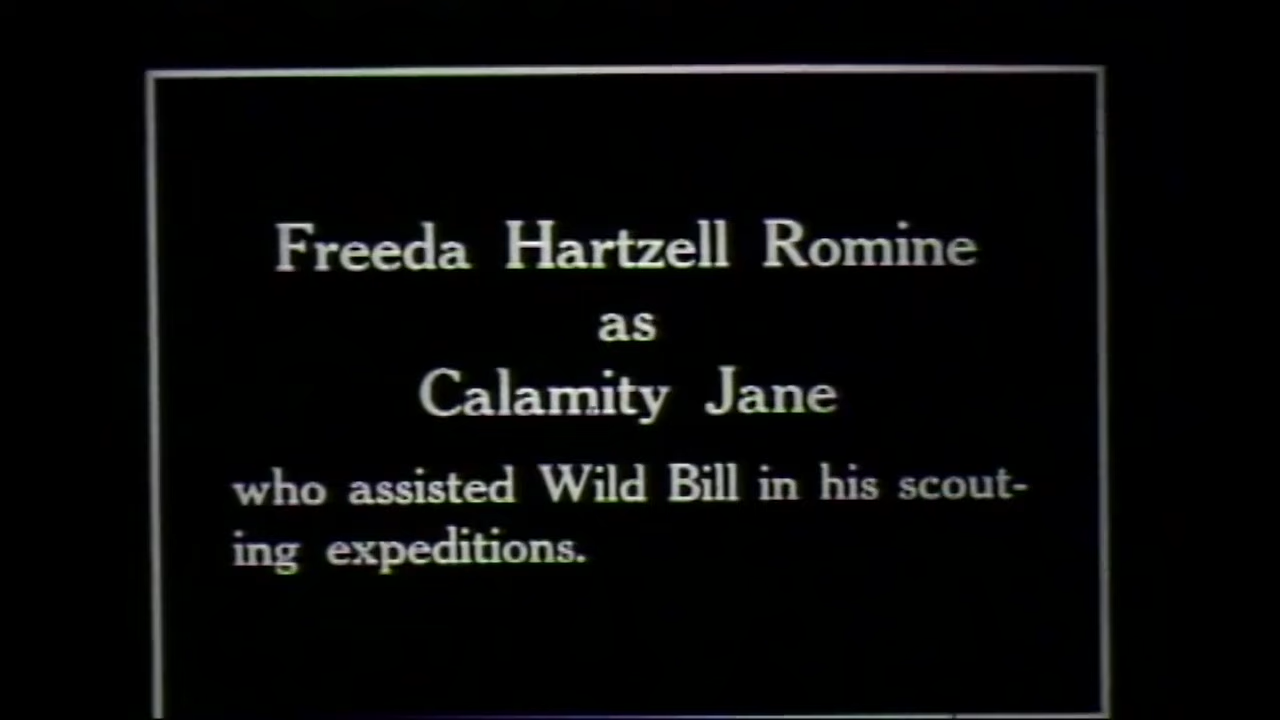 Freeda Hartzell Romine
as
Calamity Jane
who assisted Wild Bill in his scout-
ing expeditions.